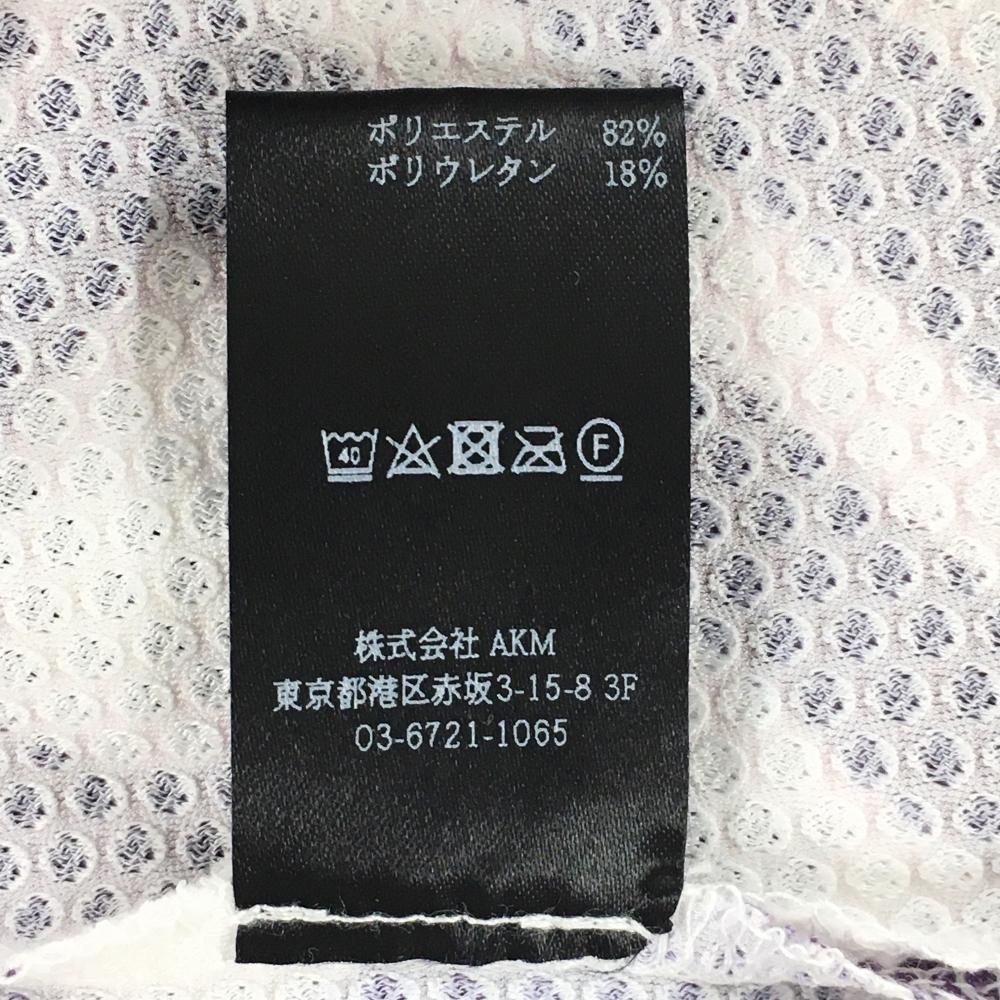 ポリエステル 82%
ポリウレタン 18%
40 F
株式会社 AKM
東京都港区赤坂3-15-8 3F
03-6721-1065